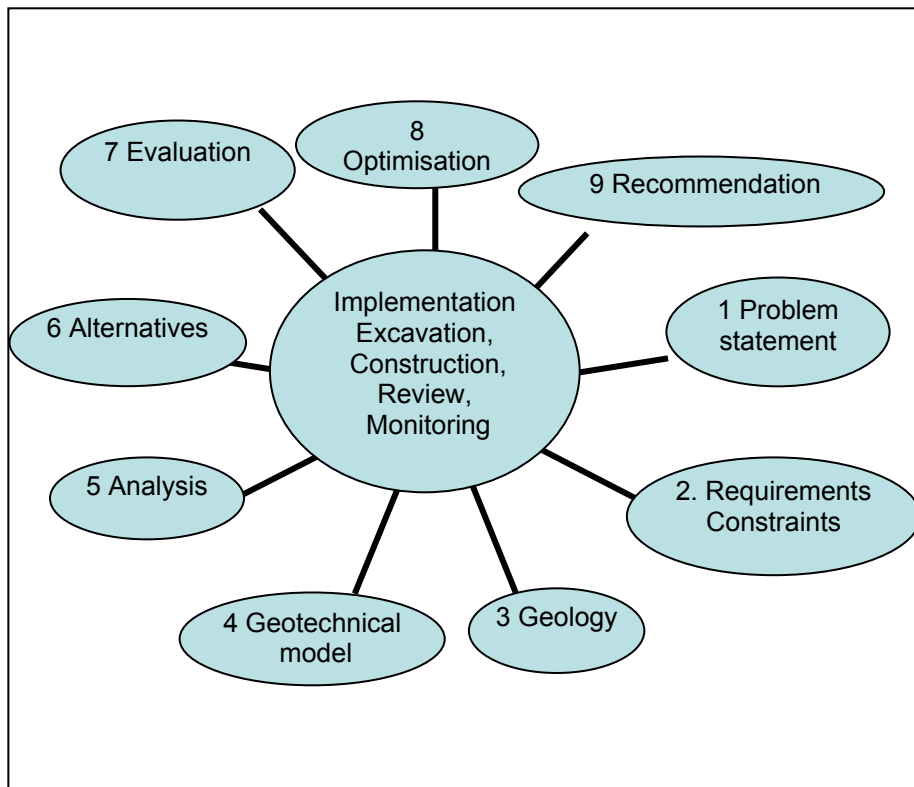 8
Optimisation
7 Evaluation
9 Recommendation
Implementation
Excavation,
Construction,
Review,
Monitoring
1 Problem
statement
6 Alternatives
5 Analysis
2. Requirements
Constraints
4 Geotechnical
model
3 Geology